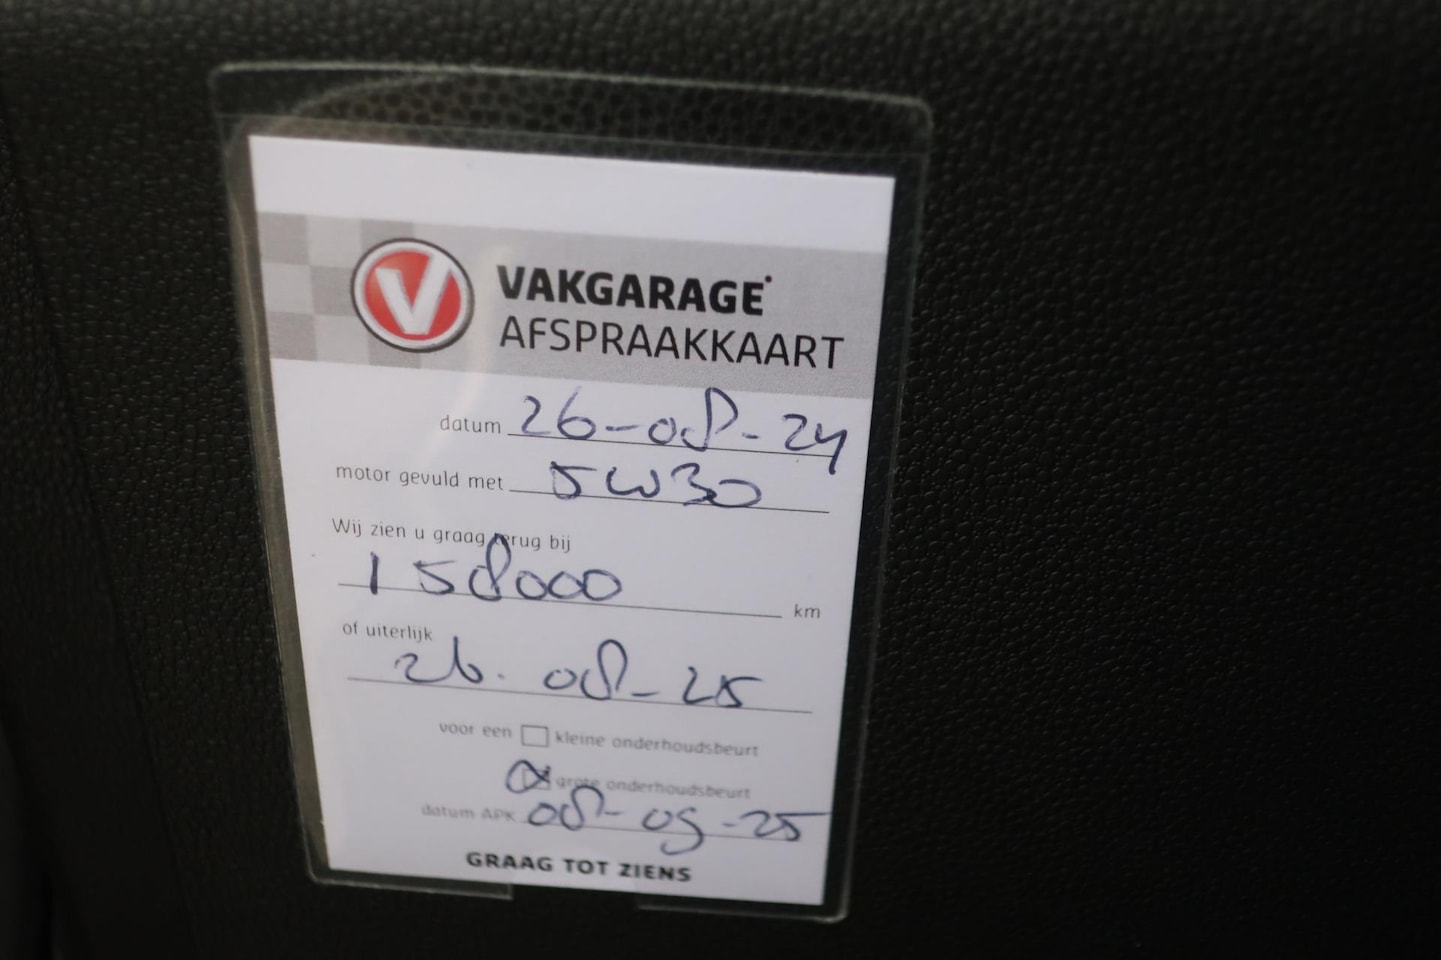 V VAKGARAGE
AFSPRAAKKAART
datum 26-08-24
motor gevuld met 5W30
Wij zien u graag terug bij
158000 km
of uiterlijk
26.08-25
voor een kleine onderhoudsbeurt
grote onderhoudsbeurt
datum APK 08-09-25
GRAAG TOT ZIENS